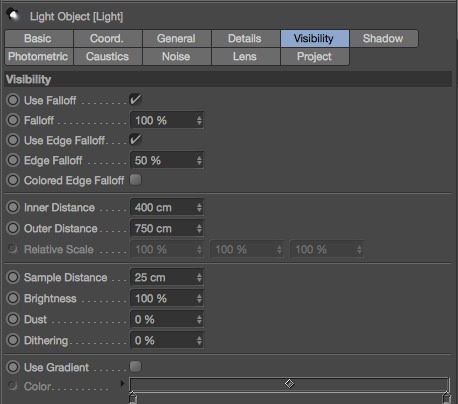 Light Object [Light]
Basic Coord. General Details Visibility Shadow
Photometric Caustics Noise Lens Project
Visibility
Use Falloff . . . . . . . . ✔
Falloff . . . . . . . . . . . . 100 %
Use Edge Falloff. . . . ✔
Edge Falloff . . . . . . . 50 %
Colored Edge Falloff
Inner Distance . . . . . 400 cm
Outer Distance . . . . 750 cm
Relative Scale . . . . . 100 % 100 % 100 %
Sample Distance . . . 25 cm
Brightness . . . . . . . . 100 %
Dust . . . . . . . . . . . . . 0 %
Dithering . . . . . . . . . . 0 %
Use Gradient . . . . . .
Color. . . . . . . . .